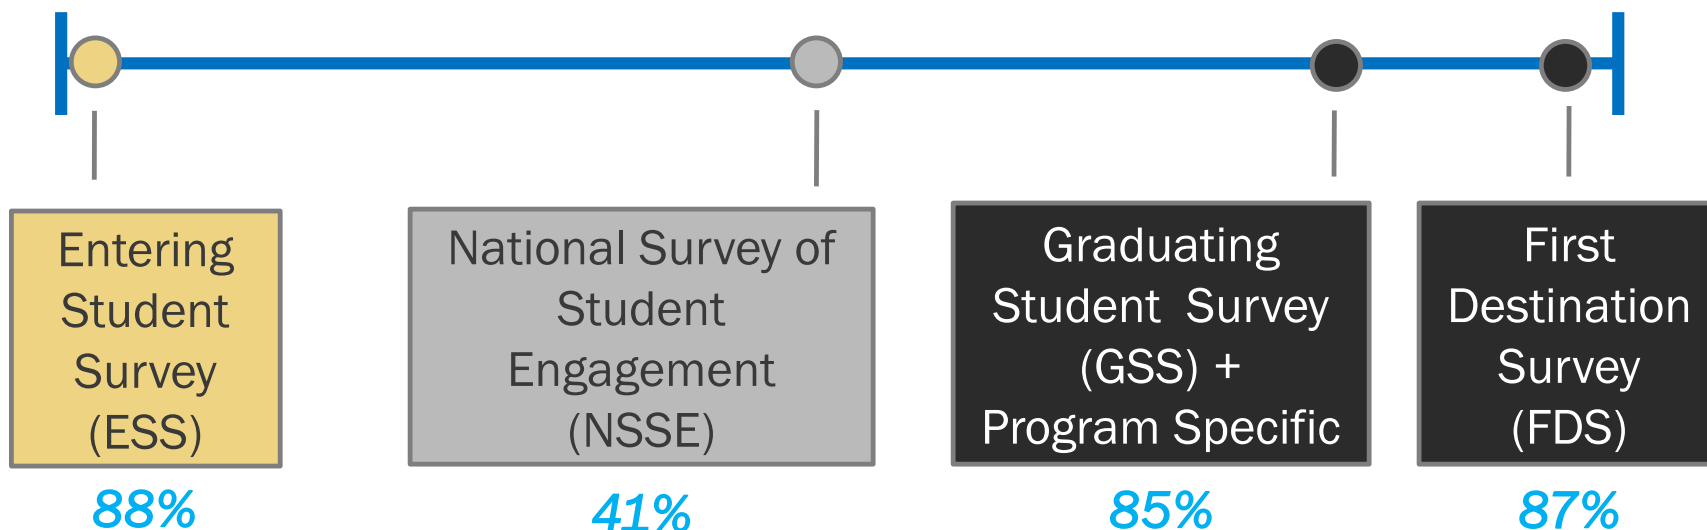 Entering
Student
Survey
(ESS)
88%
National Survey of
Student
Engagement
(NSSE)
41%
Graduating
Student  Survey
(GSS) +
Program Specific
85%
First
Destination
Survey
(FDS)
87%